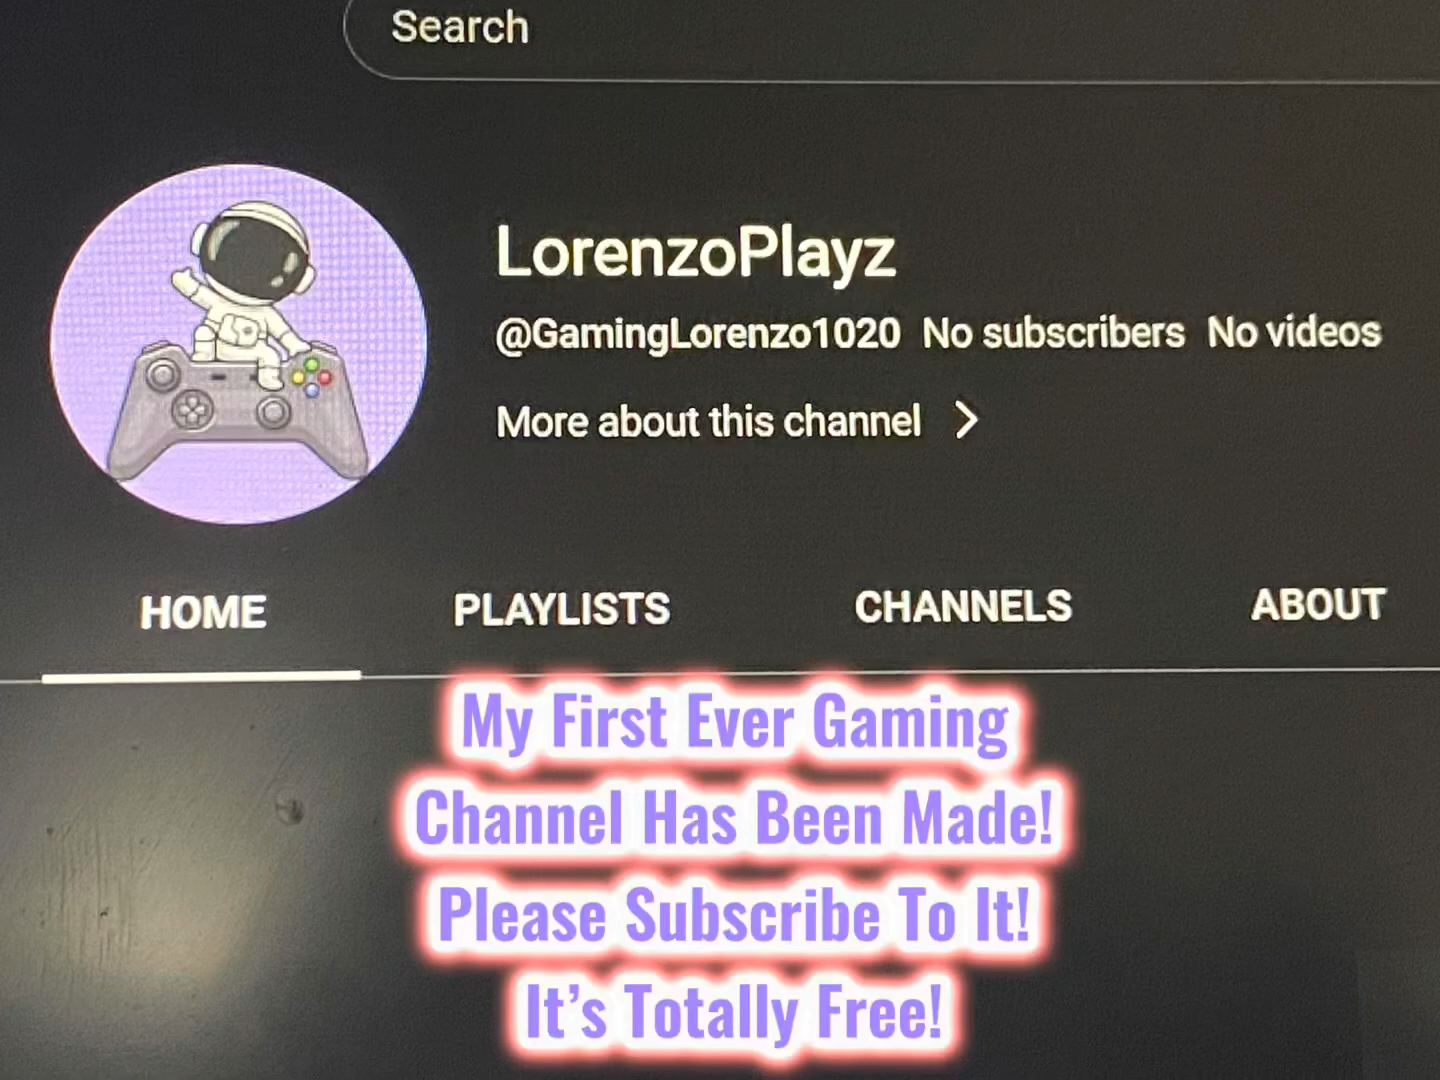 Search
LorenzoPlayz
@GamingLorenzo1020 No subscribers No videos
More about this channel >
HOME PLAYLISTS CHANNELS ABOUT
My First Ever Gaming
Channel Has Been Made!
Please Subscribe To It!
It’s Totally Free!